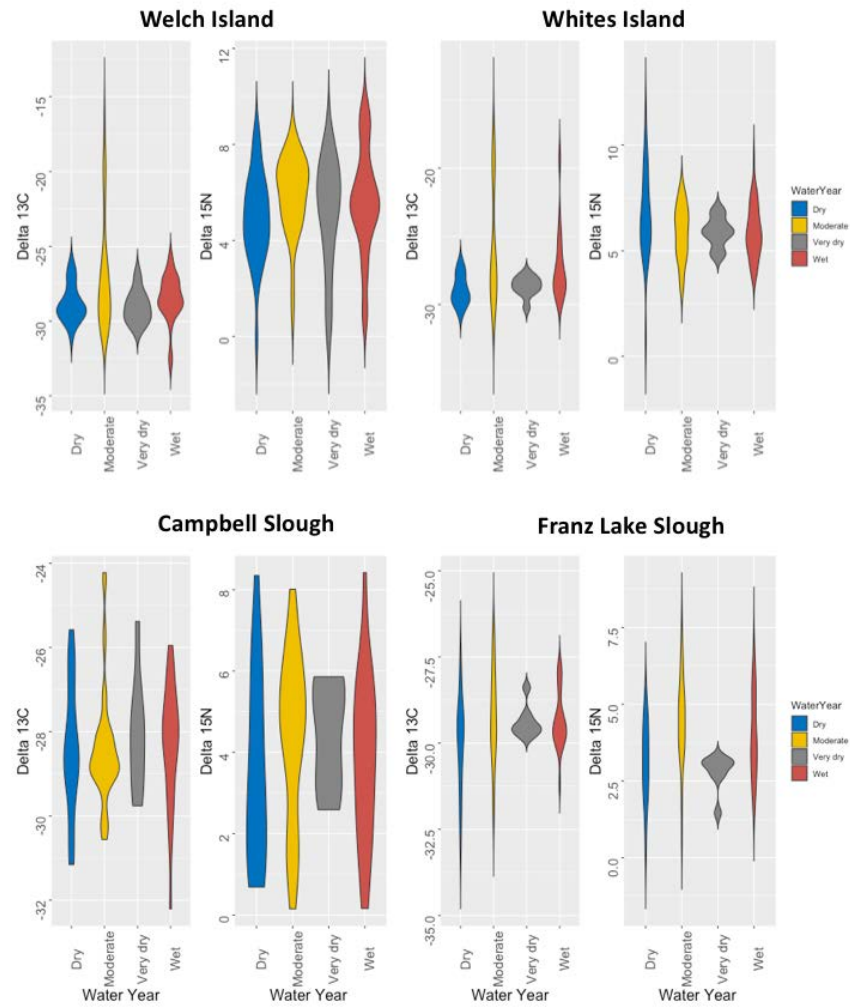 Welch Island
Whites Island
Delta 13C
-15
-20
-25
-30
-35
Dry
Moderate
Very dry
Wet
Delta 15N
12
8
4
0
Dry
Moderate
Very dry
Wet
Delta 13C
-20
-30
Dry
Moderate
Very dry
Wet
Delta 15N
10
5
0
Dry
Moderate
Very dry
Wet
WaterYear
Dry
Moderate
Very dry
Wet
Campbell Slough
Franz Lake Slough
Delta 13C
-24
-26
-28
-30
-32
Dry
Moderate
Very dry
Wet
Water Year
Delta 15N
8
6
4
2
0
Dry
Moderate
Very dry
Wet
Water Year
Delta 13C
-25.0
-27.5
-30.0
-32.5
-35.0
Dry
Moderate
Very dry
Wet
Water Year
Delta 15N
7.5
5.0
2.5
0.0
Dry
Moderate
Very dry
Wet
Water Year
WaterYear
Dry
Moderate
Very dry
Wet